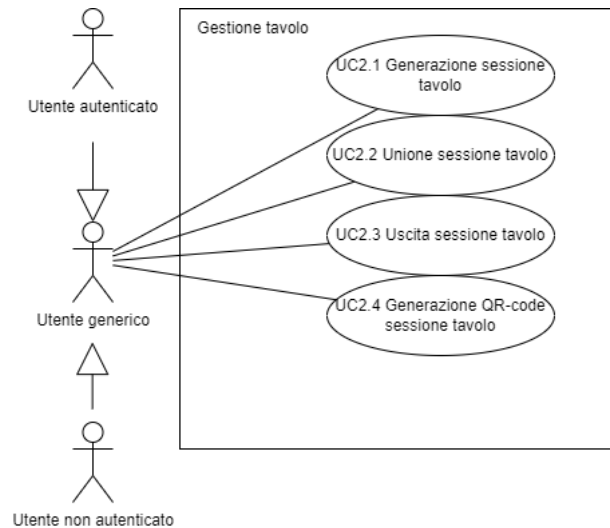 Gestione tavolo
UC2.1 Generazione sessione
tavolo
UC2.2 Unione sessione tavolo
UC2.3 Uscita sessione tavolo
UC2.4 Generazione QR-code
sessione tavolo
Utente autenticato
Utente generico
Utente non autenticato